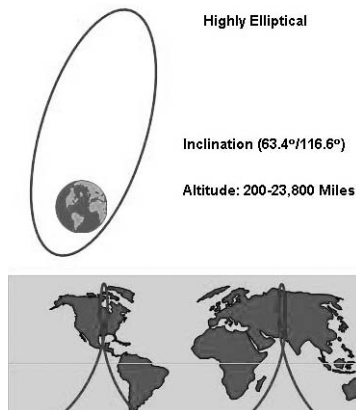 Highly Elliptical
Inclination (63.4º/116.6º)
Altitude: 200-23,800 Miles